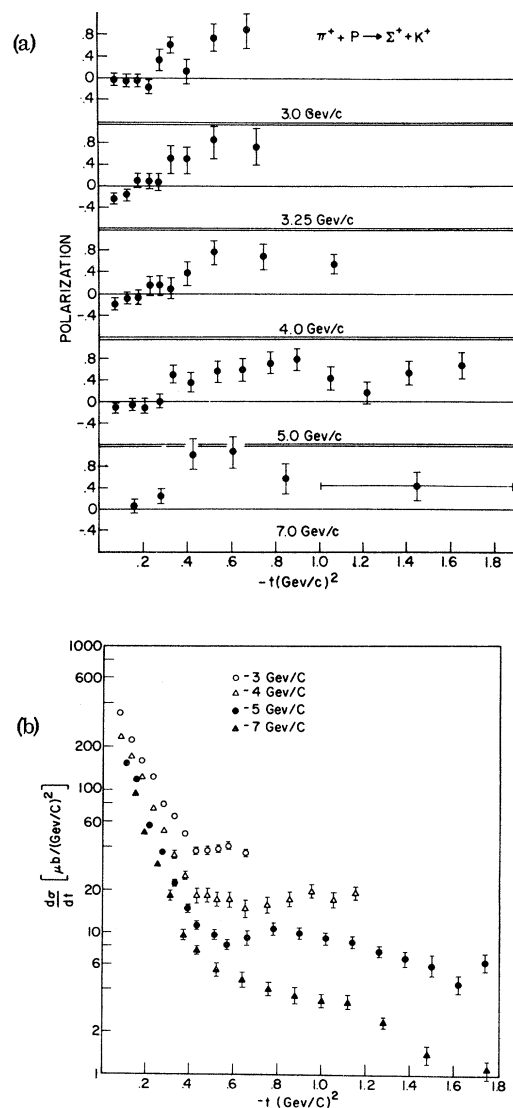 (a)
π⁺ + P → Σ⁺ + K⁺
.8
.4
0
-.4
3.0 Gev/c
.8
.4
0
-.4
3.25 Gev/c
.8
.4
0
-.4
4.0 Gev/c
.8
.4
0
-.4
5.0 Gev/c
.8
.4
0
-.4
7.0 Gev/c
POLARIZATION
.2 .4 .6 .8 1.0 1.2 1.4 1.6 1.8
-t(Gev/c)²
(b)
1000
600
200
100
60
20
10
6
2
1
○ -3 Gev/C
△ -4 Gev/C
● -5 Gev/C
▲ -7 Gev/C
dσ/dt [μb/(Gev/C)²]
.2 .4 .6 .8 1.0 1.2 1.4 1.6 1.8
-t (Gev/C)²